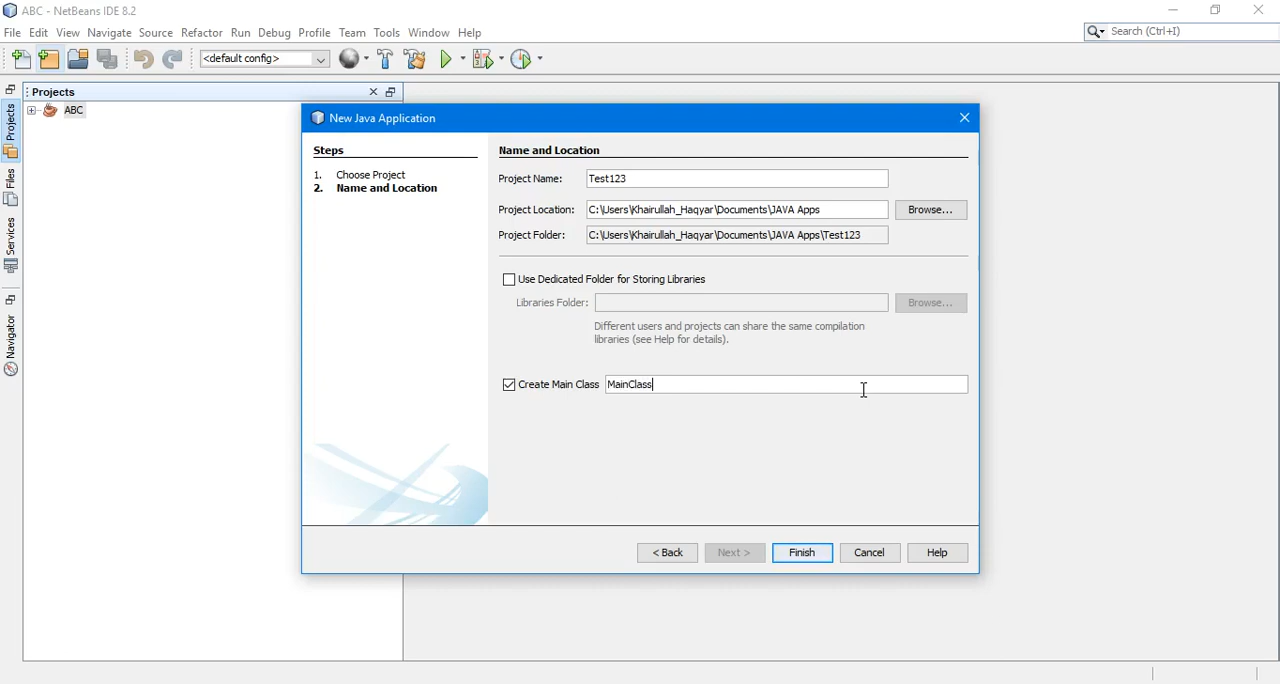 ABC - NetBeans IDE 8.2
File Edit View Navigate Source Refactor Run Debug Profile Team Tools Window Help
Search (Ctrl+I)
<default config>
Projects
ABC
Projects
Files
Services
Navigator
New Java Application
Steps
1. Choose Project
2. Name and Location
Name and Location
Project Name: Test123
Project Location: C:\Users\Khairullah_Haqyar\Documents\JAVA Apps Browse...
Project Folder: C:\Users\Khairullah_Haqyar\Documents\JAVA Apps\Test123
Use Dedicated Folder for Storing Libraries
Libraries Folder: Browse...
Different users and projects can share the same compilation
libraries (see Help for details).
Create Main Class MainClass
< Back Next > Finish Cancel Help